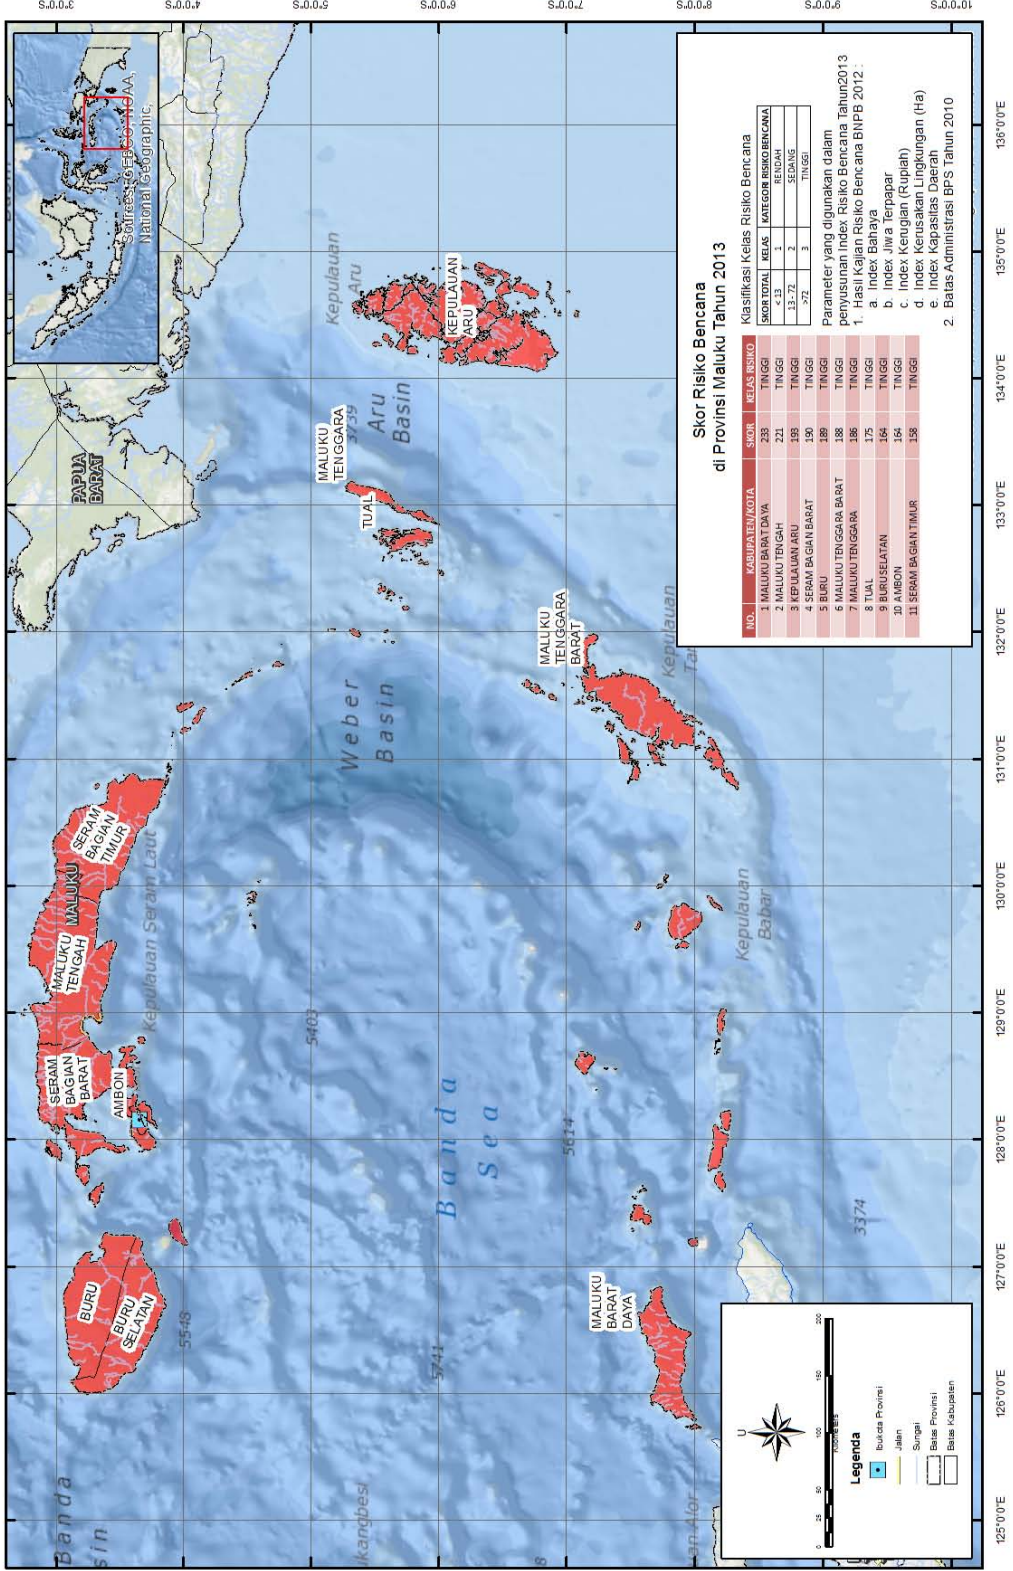 3°0'0"S
4°0'0"S
5°0'0"S
6°0'0"S
7°0'0"S
8°0'0"S
9°0'0"S
10°0'0"S
125°0'0"E
126°0'0"E
127°0'0"E
128°0'0"E
129°0'0"E
130°0'0"E
131°0'0"E
132°0'0"E
133°0'0"E
134°0'0"E
135°0'0"E
136°0'0"E
Sources: GEBCO, NOAA,
National Geographic,
PAPUA
BARAT
BURU
BURU
SELATAN
SERAM
BAGIAN
BARAT
AMBON
MALUKU
TENGAH
MALUKU
SERAM
BAGIAN
TIMUR
Kepulauan Seram Laut
MALUKU
TENGGARA
TUAL
Kepulauan
Aru
KEPULAUAN
ARU
3739
Aru
Basin
Weber
Basin
MALUKU
TENGGARA
BARAT
Kepulauan
Tan
Kepulauan
Babar
MALUKU
BARAT
DAYA
Banda
Sea
Banda
sin
Basin
ikangbesi
an Alor
5548
5741
5403
5614
3374
8
Skor Risiko Bencana
di Provinsi Maluku Tahun 2013
NO. KABUPATEN/KOTA SKOR KELAS RISIKO
1 MALUKU BARAT DAYA 233 TINGGI
2 MALUKU TENGAH 221 TINGGI
3 KEPULAUAN ARU 193 TINGGI
4 SERAM BAGIAN BARAT 190 TINGGI
5 BURU 189 TINGGI
6 MALUKU TENGGARA BARAT 188 TINGGI
7 MALUKU TENGGARA 186 TINGGI
8 TUAL 175 TINGGI
9 BURU SELATAN 164 TINGGI
10 AMBON 164 TINGGI
11 SERAM BAGIAN TIMUR 158 TINGGI
Klasifikasi Kelas Risiko Bencana
SKOR TOTAL KELAS KATEGORI RISIKO BENCANA
< 13 1 RENDAH
13 - 72 2 SEDANG
>72 3 TINGGI
Parameter yang digunakan dalam
penyusunan Index Risiko Bencana Tahun2013
1. Hasil Kajian Risiko Bencana BNPB 2012 :
a. Index Bahaya
b. Index Jiwa Terpapar
c. Index Kerugian (Rupiah)
d. Index Kerusakan Lingkungan (Ha)
e. Index Kapasitas Daerah
2. Batas Administrasi BPS Tahun 2010
U
0 25 50 100 150 200
Kilometers
Legenda
Ibukota Provinsi
Jalan
Sungai
Batas Provinsi
Batas Kabupaten